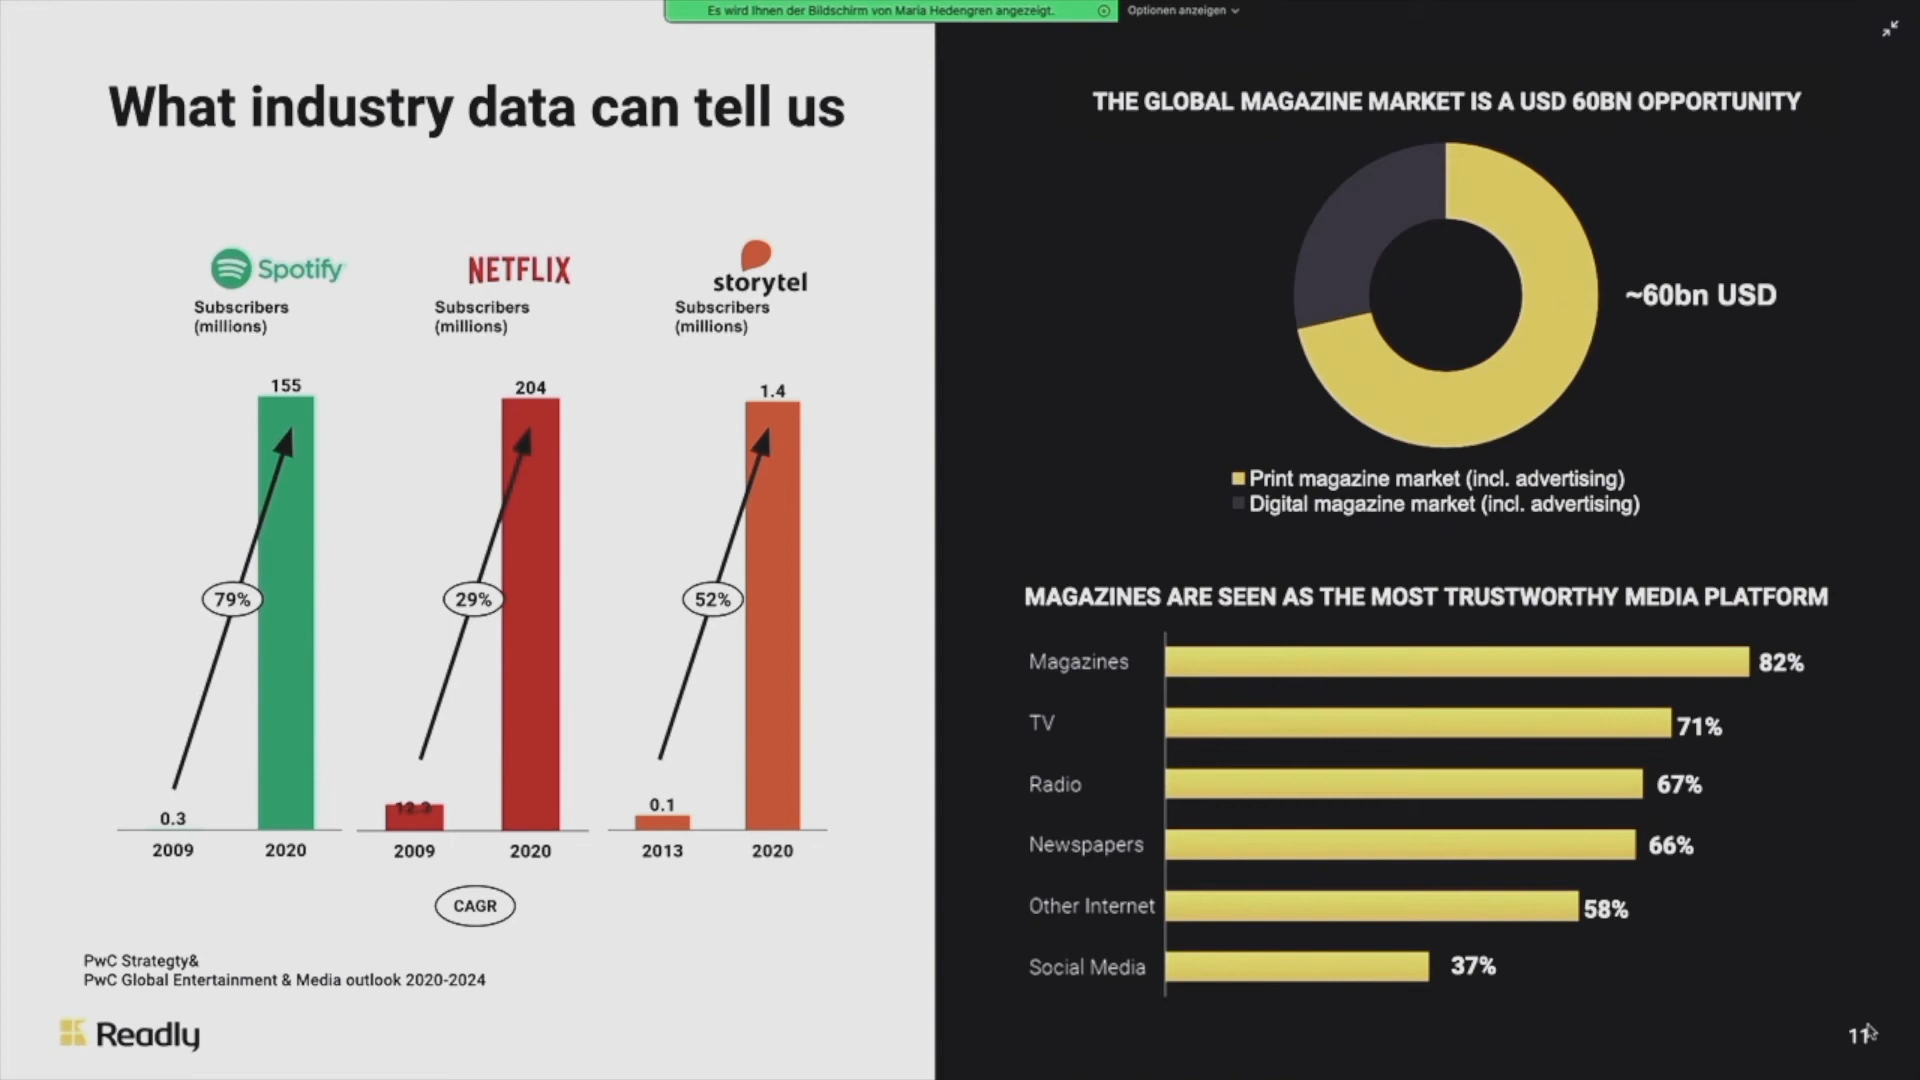 Es wird Ihnen der Bildschirm von Maria Hedengren angezeigt.
Optionen anzeigen
What industry data can tell us
Spotify
Subscribers
(millions)
155
79%
0.3
2009
2020
NETFLIX
Subscribers
(millions)
204
29%
2009
2020
storytel
Subscribers
(millions)
1.4
52%
0.1
2013
2020
CAGR
PwC Strategty&
PwC Global Entertainment & Media outlook 2020-2024
Readly
THE GLOBAL MAGAZINE MARKET IS A USD 60BN OPPORTUNITY
~60bn USD
Print magazine market (incl. advertising)
Digital magazine market (incl. advertising)
MAGAZINES ARE SEEN AS THE MOST TRUSTWORTHY MEDIA PLATFORM
Magazines 82%
TV 71%
Radio 67%
Newspapers 66%
Other Internet 58%
Social Media 37%
11